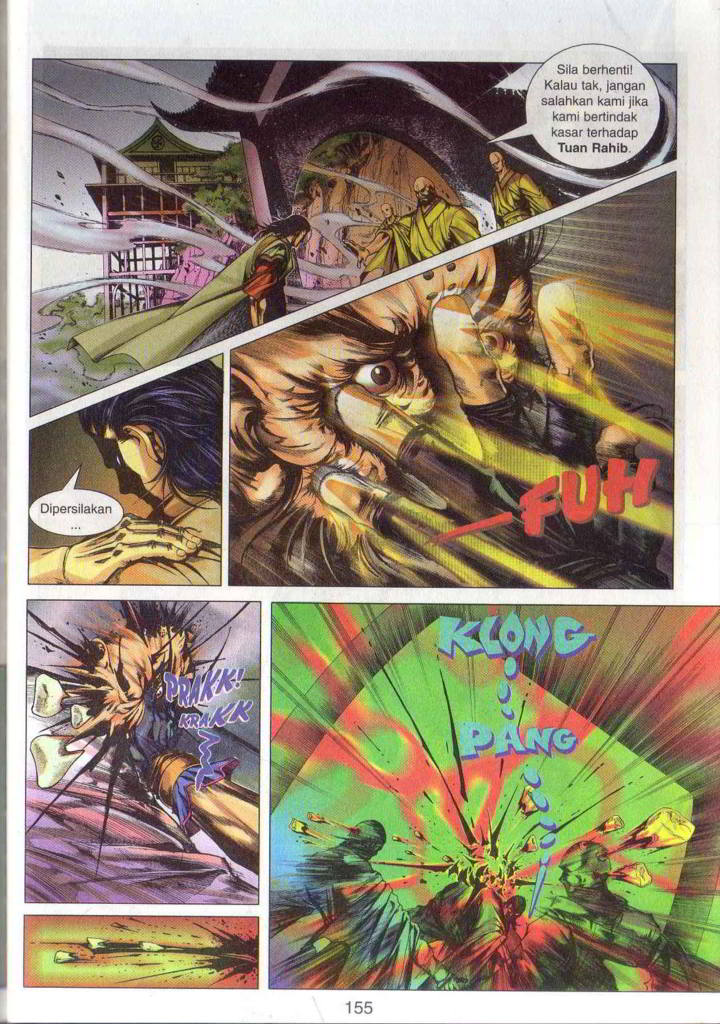 Sila berhenti!
Kalau tak, jangan
salahkan kami jika
kami bertindak
kasar terhadap
Tuan Rahib.
FUH
Dipersilakan
...
PRAKK!
KRAKK
KLONG
PANG
155